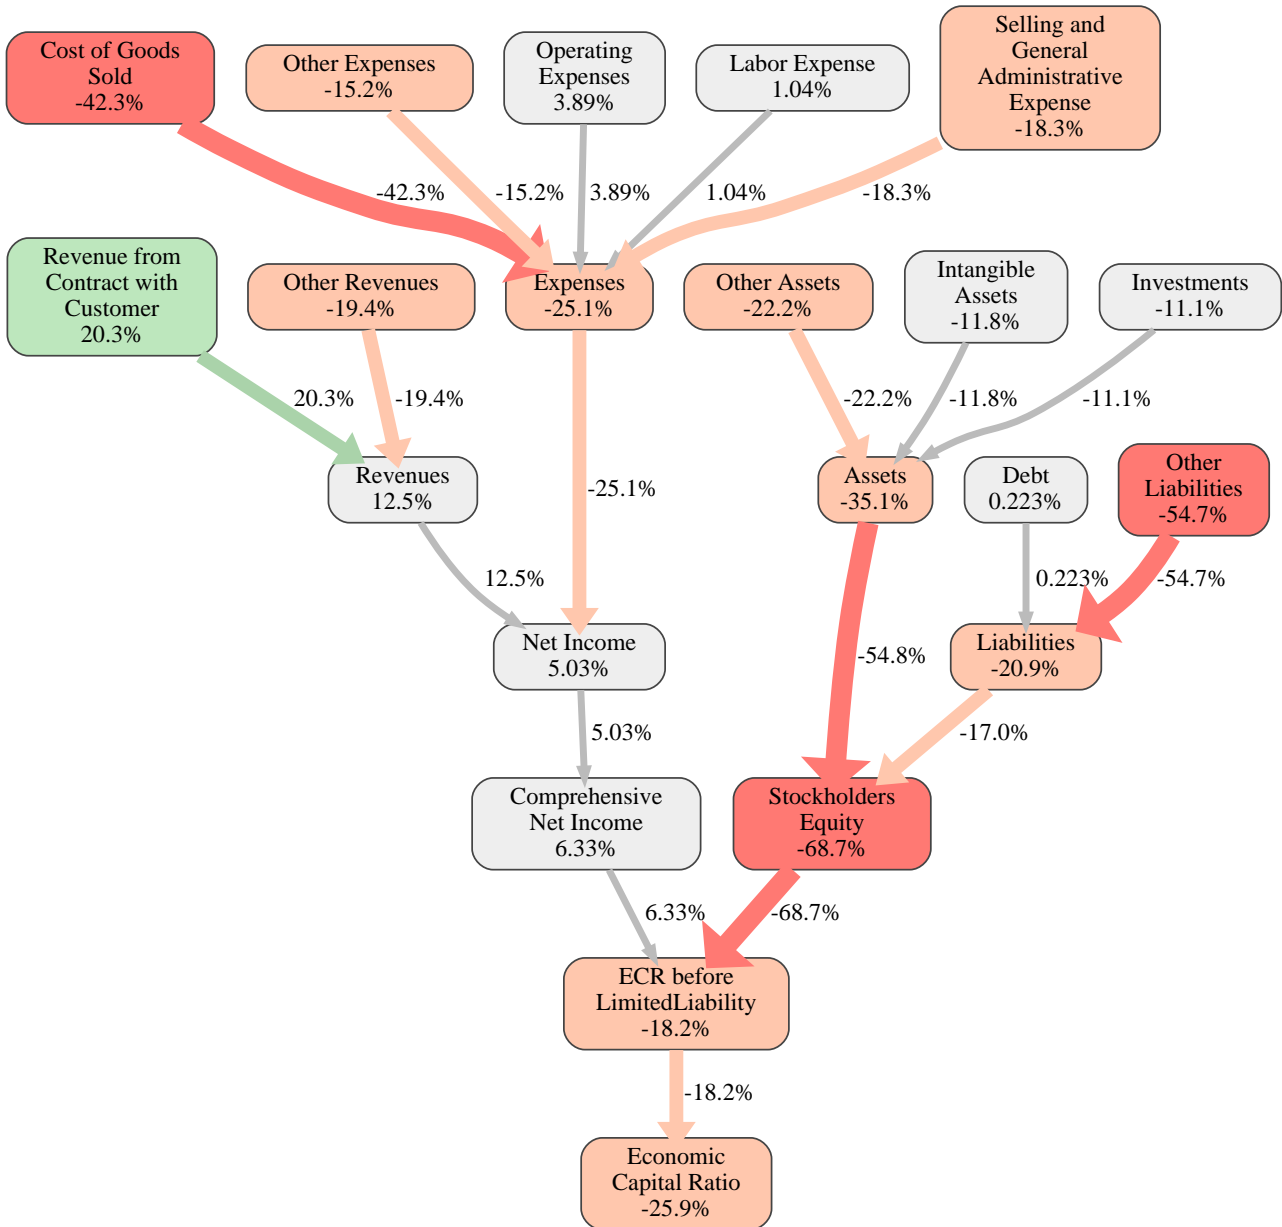 Cost of Goods
Sold
-42.3%
Other Expenses
-15.2%
Operating
Expenses
3.89%
Labor Expense
1.04%
Selling and
General
Administrative
Expense
-18.3%
-42.3%
-15.2%
3.89%
1.04%
-18.3%
Revenue from
Contract with
Customer
20.3%
Other Revenues
-19.4%
Expenses
-25.1%
Other Assets
-22.2%
Intangible
Assets
-11.8%
Investments
-11.1%
20.3%
-19.4%
-25.1%
-22.2%
-11.8%
-11.1%
Revenues
12.5%
Assets
-35.1%
Debt
0.223%
Other
Liabilities
-54.7%
12.5%
-54.8%
0.223%
-54.7%
Net Income
5.03%
Liabilities
-20.9%
5.03%
-17.0%
Comprehensive
Net Income
6.33%
Stockholders
Equity
-68.7%
6.33%
-68.7%
ECR before
LimitedLiability
-18.2%
-18.2%
Economic
Capital Ratio
-25.9%